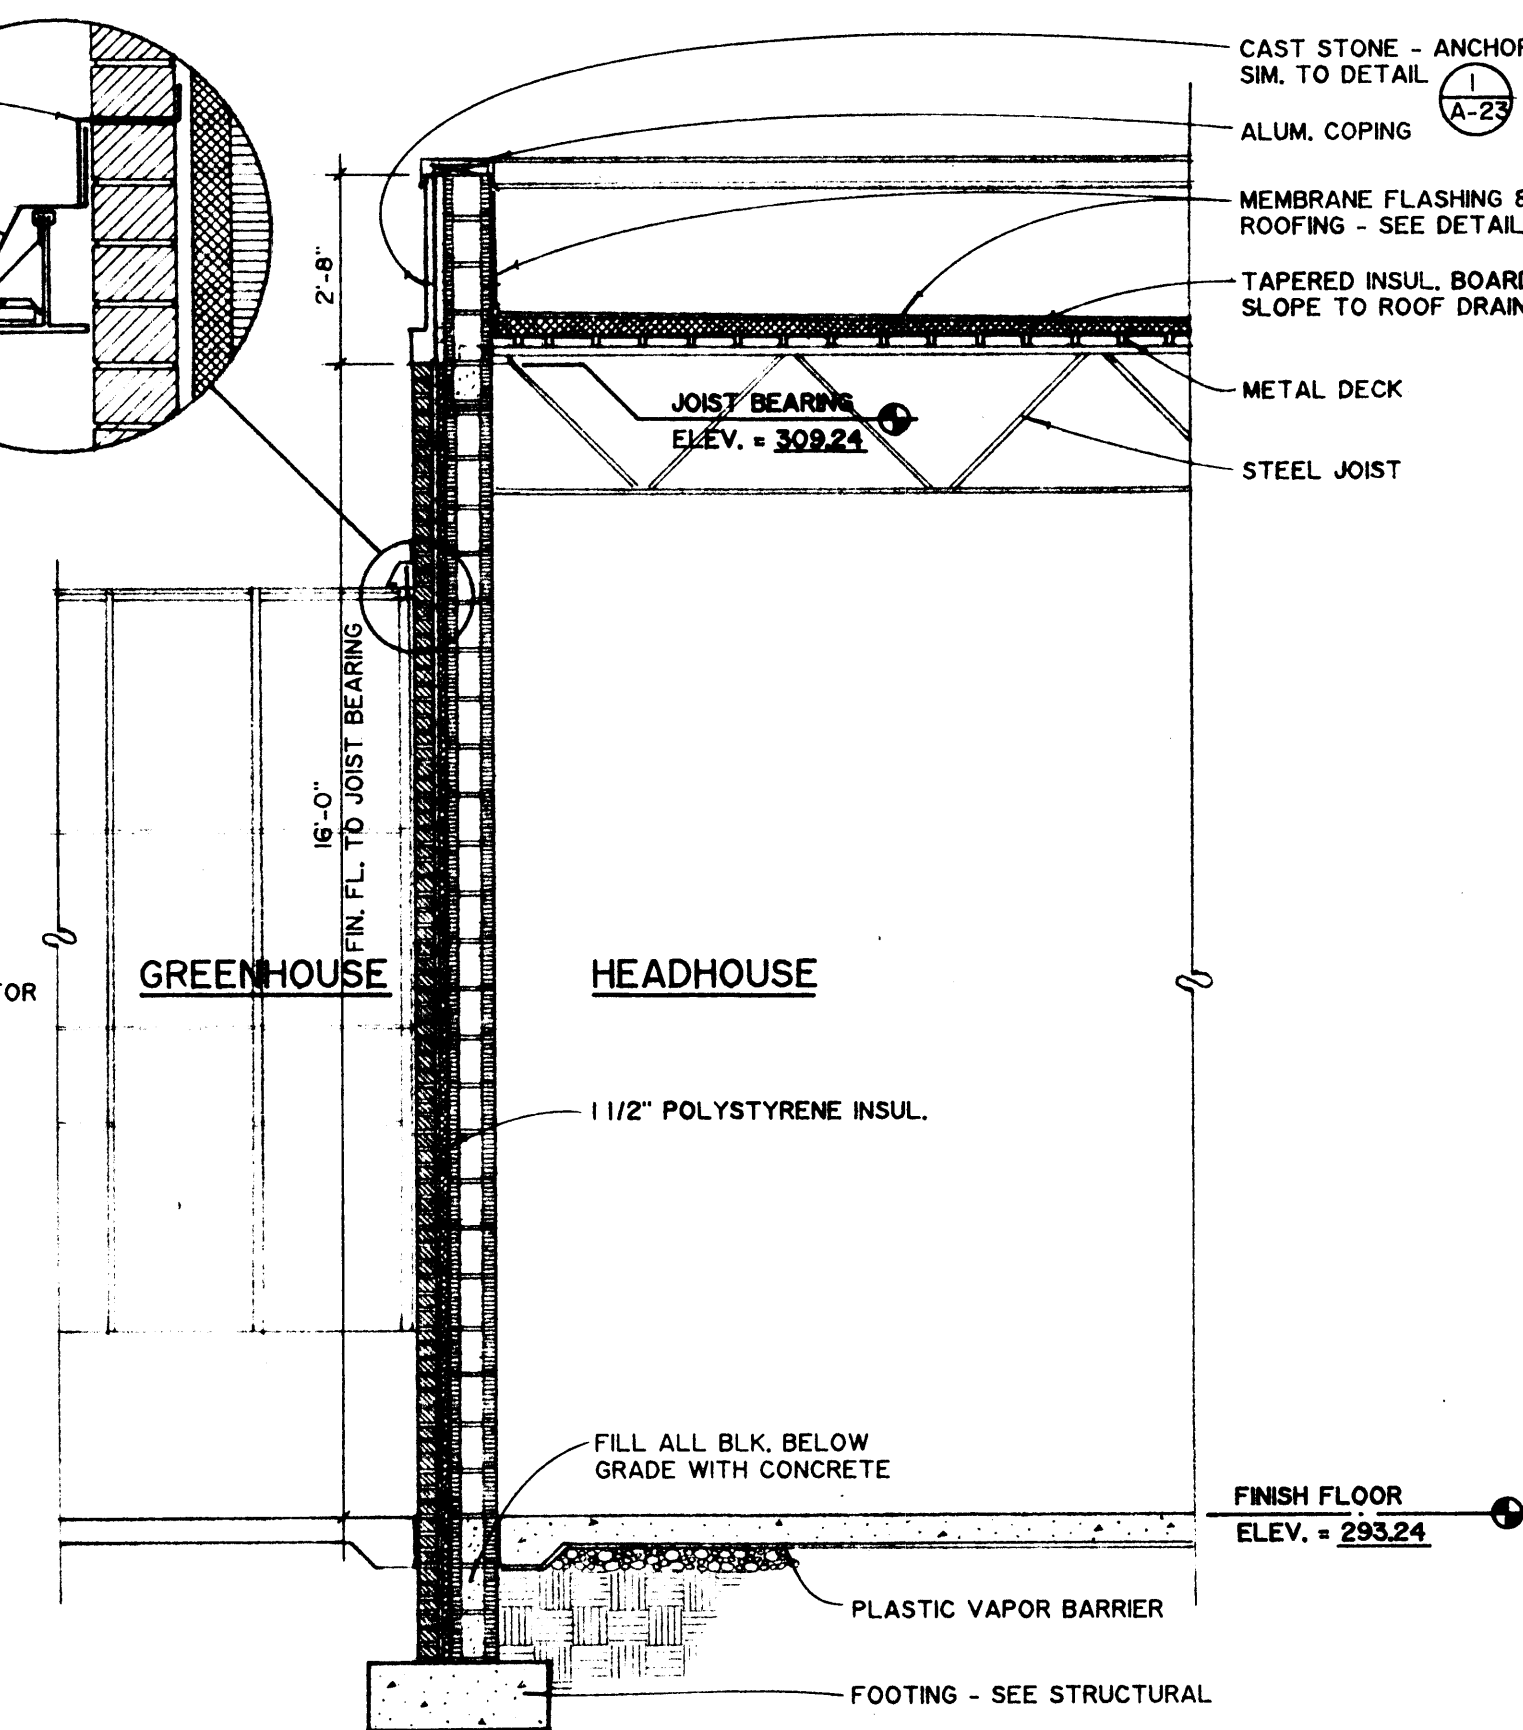 CAST STONE - ANCHOR
SIM. TO DETAIL
1
A-23
ALUM. COPING
MEMBRANE FLASHING &
ROOFING - SEE DETAIL
TAPERED INSUL. BOARD
SLOPE TO ROOF DRAIN
METAL DECK
STEEL JOIST
2'-8"
JOIST BEARING
ELEV. = 309.24
16'-0"
FIN. FL. TO JOIST BEARING
GREENHOUSE
HEADHOUSE
TOR
1 1/2" POLYSTYRENE INSUL.
FILL ALL BLK. BELOW
GRADE WITH CONCRETE
FINISH FLOOR
ELEV. = 293.24
PLASTIC VAPOR BARRIER
FOOTING - SEE STRUCTURAL